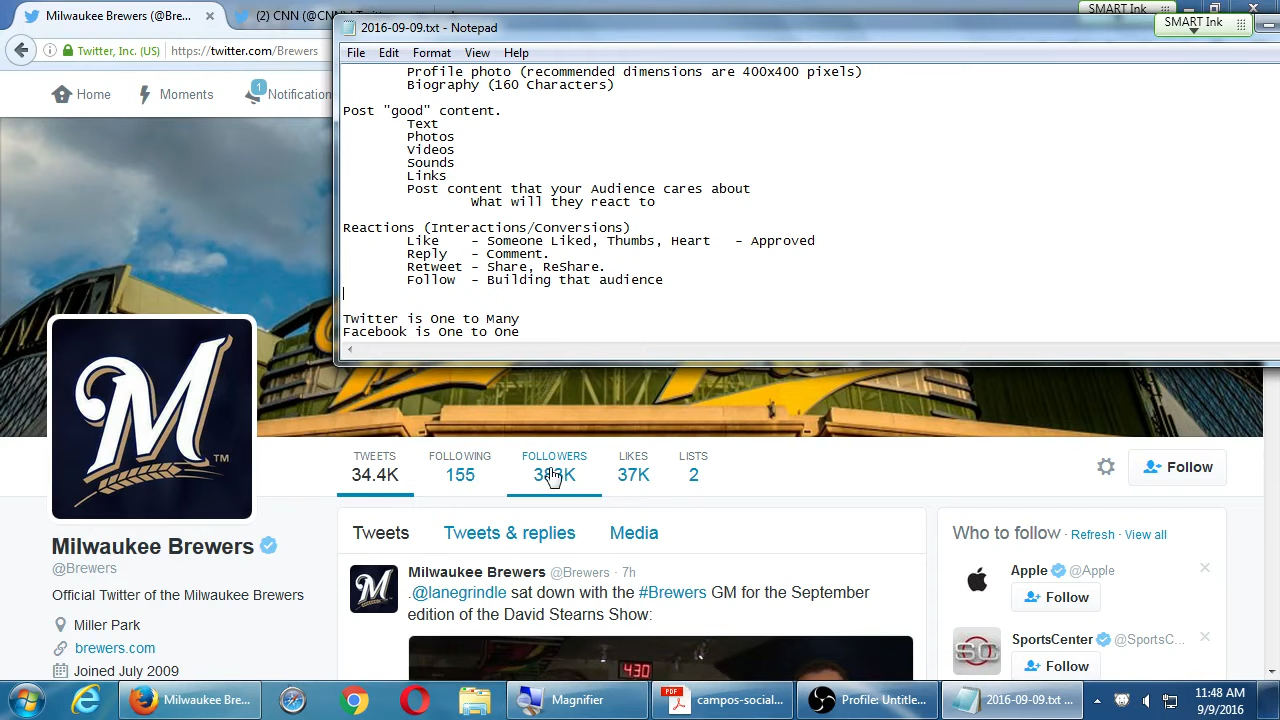 Milwaukee Brewers (@Bre...
(2) CNN (@CNN)
SMART Ink
SMART Ink
2016-09-09.txt - Notepad
Twitter, Inc. (US)
https://twitter.com/Brewers
File Edit Format View Help
Home
Moments
1
Notification
Profile photo (recommended dimensions are 400x400 pixels)
Biography (160 Characters)
Post "good" content.
Text
Photos
Videos
Sounds
Links
Post content that your Audience cares about
What will they react to
Reactions (Interactions/Conversions)
Like - Someone Liked, Thumbs, Heart - Approved
Reply - Comment.
Retweet - Share, ReShare.
Follow - Building that audience
Twitter is One to Many
Facebook is One to One
M
TM
TWEETS FOLLOWING FOLLOWERS LIKES LISTS
34.4K 155 37K 2
Follow
Milwaukee Brewers
@Brewers
Official Twitter of the Milwaukee Brewers
Miller Park
brewers.com
Joined July 2009
Tweets Tweets & replies Media
Milwaukee Brewers @Brewers · 7h
.@lanegrindle sat down with the #Brewers GM for the September
edition of the David Stearns Show:
430
Who to follow · Refresh · View all
Apple @Apple
Follow
SportsCenter @SportsC...
Follow
Milwaukee Bre...
Magnifier
PDF
campos-social...
Profile: Untitle...
2016-09-09.txt ...
11:48 AM
9/9/2016